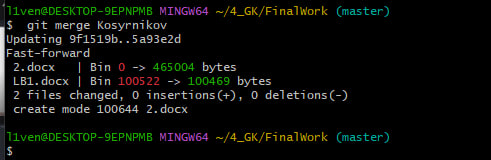 l1ven@DESKTOP-9EPNPMB MINGW64 ~/4_GK/FinalWork (master)
$  git merge Kosyrnikov
Updating 9f1519b..5a93e2d
Fast-forward
 2.docx   | Bin 0 -> 465004 bytes
 LB1.docx | Bin 100522 -> 100469 bytes
 2 files changed, 0 insertions(+), 0 deletions(-)
 create mode 100644 2.docx
l1ven@DESKTOP-9EPNPMB MINGW64 ~/4_GK/FinalWork (master)
$